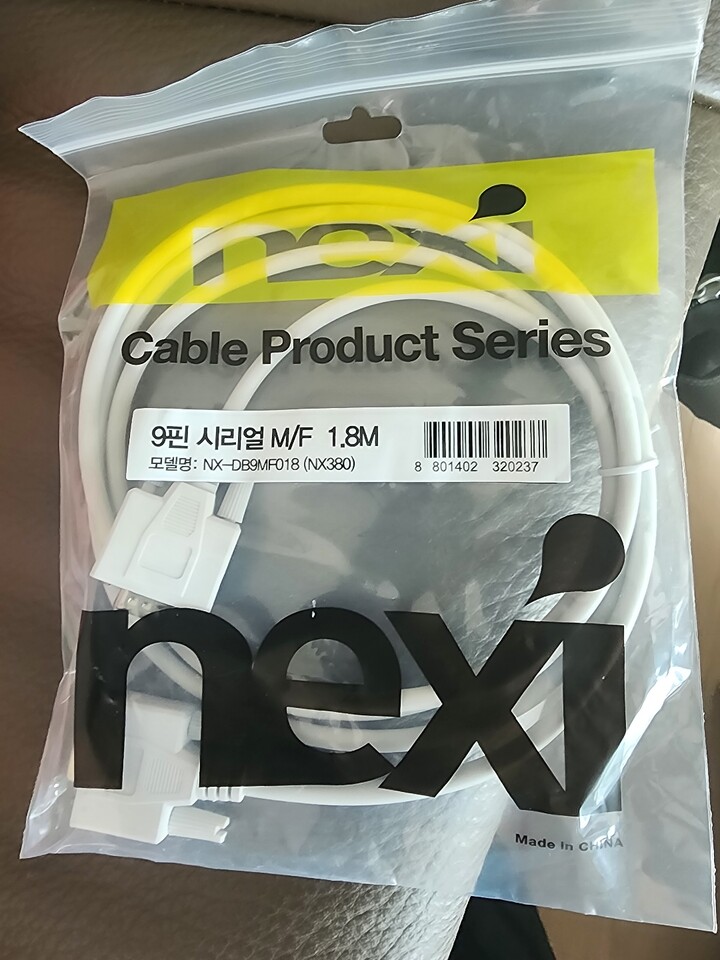 nexi
Cable Product Series
9핀 시리얼 M/F 1.8M
모델명: NX-DB9MF018 (NX380)
8 801402 320237
nexi
Made In CHINA